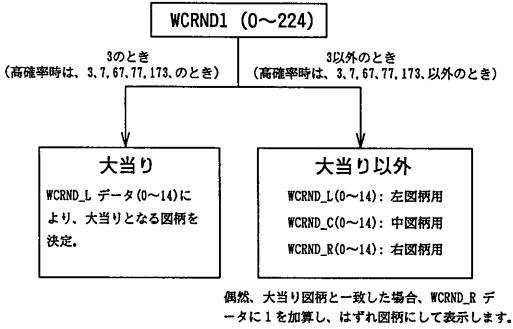 WCRND1 (0～224)
3のとき
(高確率時は、3,7,67,77,173、のとき)
3以外のとき
(高確率時は、3,7,67,77,173、以外のとき)
大当り
WCRND_L データ(0～14)に
より、大当りとなる図柄を
決定。
大当り以外
WCRND_L(0～14): 左図柄用
WCRND_C(0～14): 中図柄用
WCRND_R(0～14): 右図柄用
偶然、大当り図柄と一致した場合、WCRND_R デ
ータに１を加算し、はずれ図柄にして表示します。